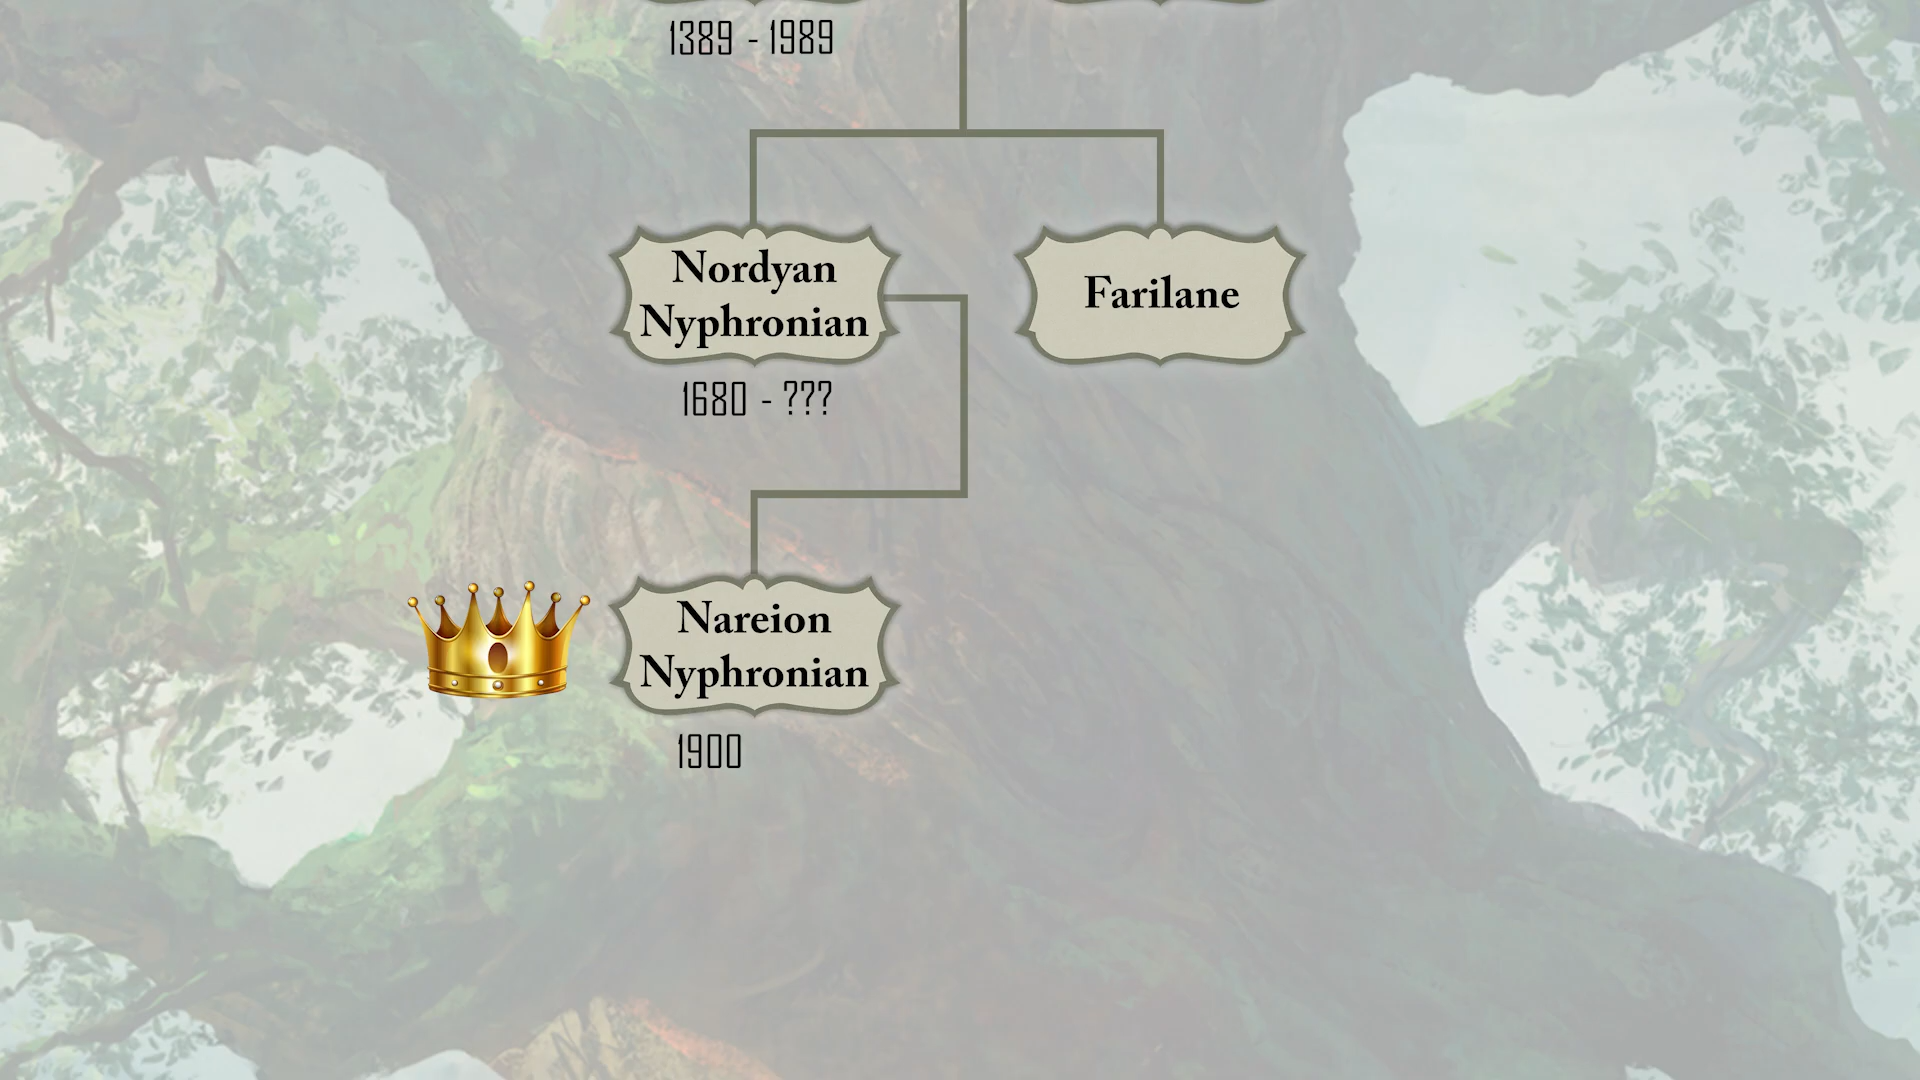 1389 - 1989
Nordyan
Nyphronian
Farilane
1680 - ???
Nareion
Nyphronian
1900